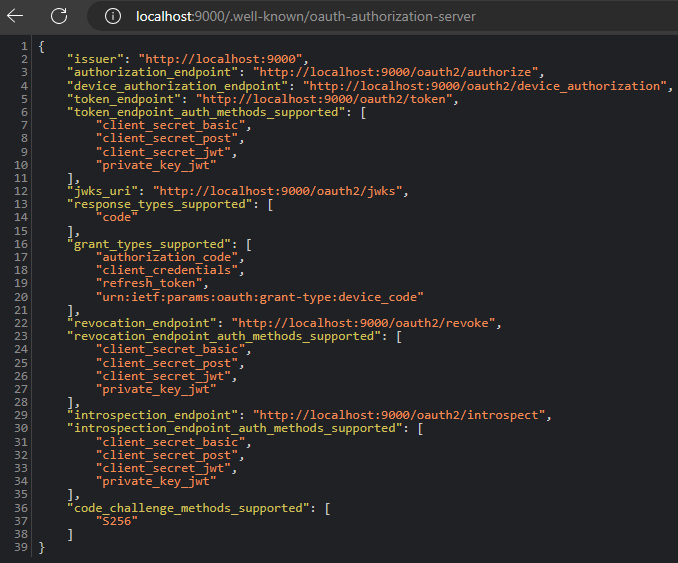 localhost:9000/.well-known/oauth-authorization-server
1 {
2     "issuer": "http://localhost:9000",
3     "authorization_endpoint": "http://localhost:9000/oauth2/authorize",
4     "device_authorization_endpoint": "http://localhost:9000/oauth2/device_authorization",
5     "token_endpoint": "http://localhost:9000/oauth2/token",
6     "token_endpoint_auth_methods_supported": [
7         "client_secret_basic",
8         "client_secret_post",
9         "client_secret_jwt",
10         "private_key_jwt"
11     ],
12     "jwks_uri": "http://localhost:9000/oauth2/jwks",
13     "response_types_supported": [
14         "code"
15     ],
16     "grant_types_supported": [
17         "authorization_code",
18         "client_credentials",
19         "refresh_token",
20         "urn:ietf:params:oauth:grant-type:device_code"
21     ],
22     "revocation_endpoint": "http://localhost:9000/oauth2/revoke",
23     "revocation_endpoint_auth_methods_supported": [
24         "client_secret_basic",
25         "client_secret_post",
26         "client_secret_jwt",
27         "private_key_jwt"
28     ],
29     "introspection_endpoint": "http://localhost:9000/oauth2/introspect",
30     "introspection_endpoint_auth_methods_supported": [
31         "client_secret_basic",
32         "client_secret_post",
33         "client_secret_jwt",
34         "private_key_jwt"
35     ],
36     "code_challenge_methods_supported": [
37         "S256"
38     ]
39 }